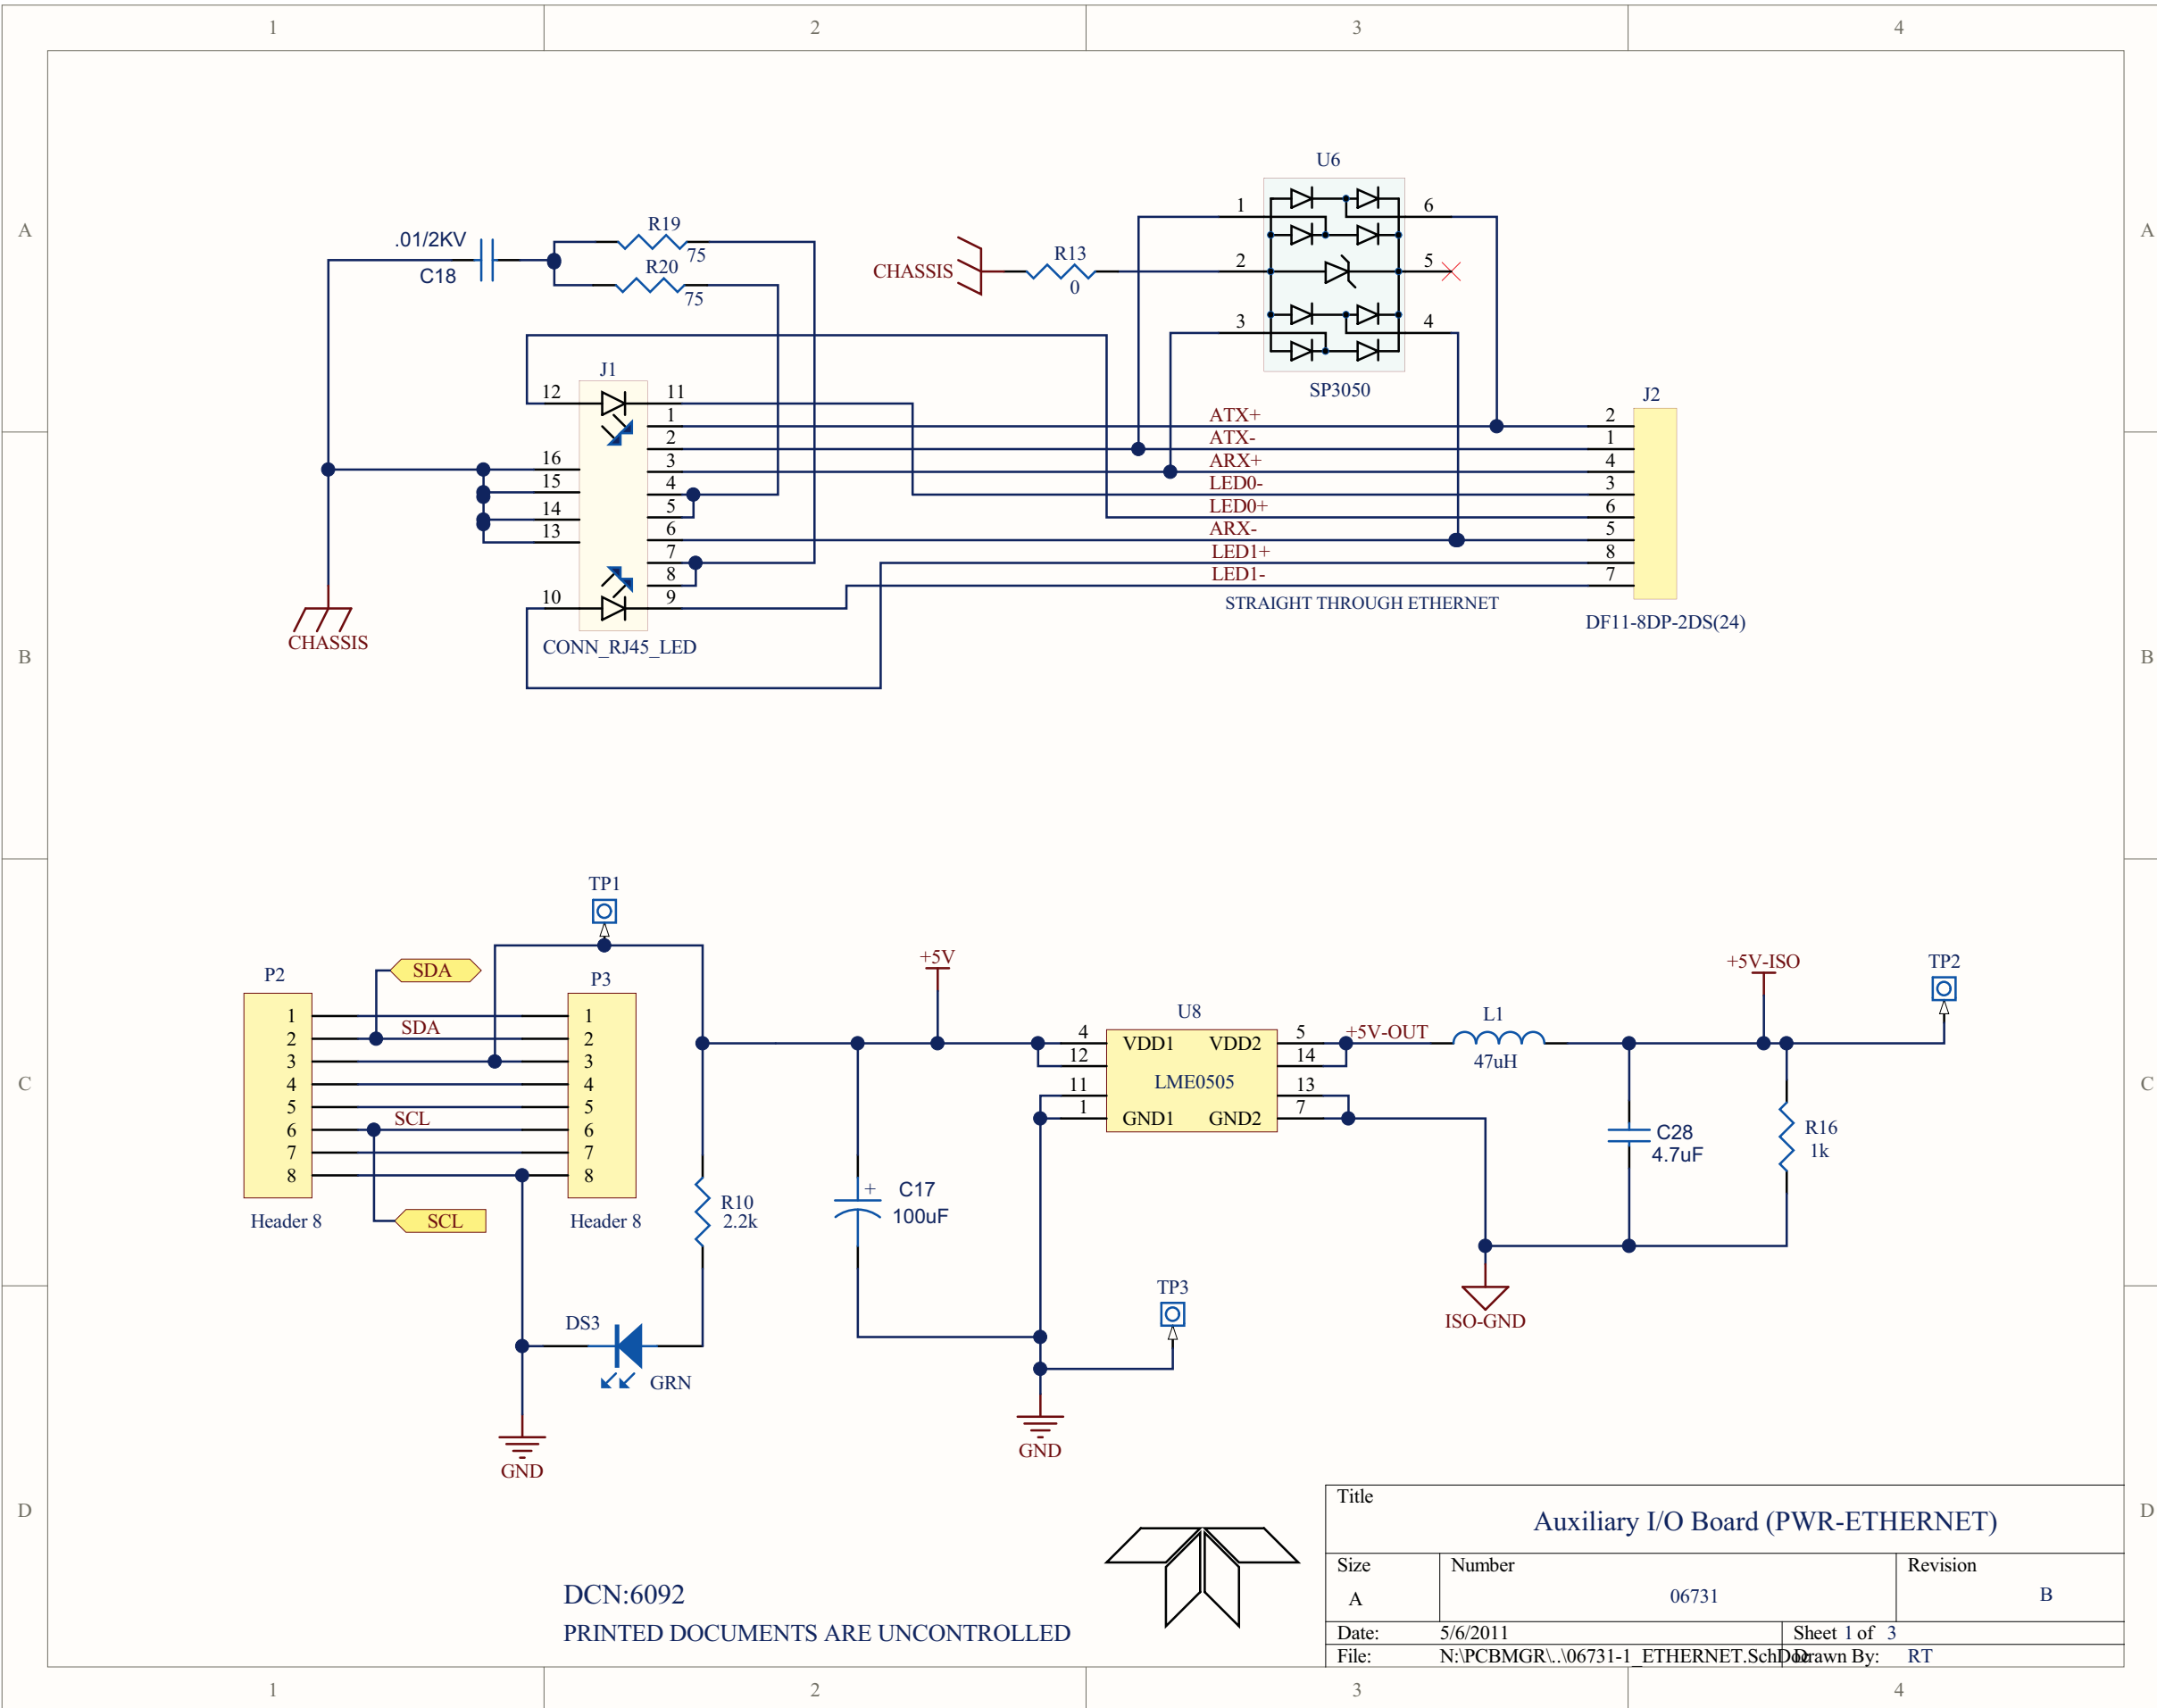 1 2 3 4
A A
B B
C C
D D
1 2 3 4
U6
1 6
2 5
3 4
SP3050
.01/2KV
C18
R19
75
R20
75
CHASSIS
R13
0
J1
12 11
1
2
16 3
15 4
14 5
13 6
7
8
10 9
CONN_RJ45_LED
CHASSIS
ATX+
ATX-
ARX+
LED0-
LED0+
ARX-
LED1+
LED1-
STRAIGHT THROUGH ETHERNET
J2
2
1
4
3
6
5
8
7
DF11-8DP-2DS(24)
TP1
P2
SDA
P3
1 1
2 SDA 2
3 3
4 4
5 5
6 SCL 6
7 7
8 8
Header 8
SCL
Header 8
R10
2.2k
DS3
GRN
GND
+5V
+ C17
100uF
U8
4 VDD1 VDD2 5
12 14
LME0505
11 13
1 GND1 GND2 7
+5V-OUT
L1
47uH
+5V-ISO
TP2
C28
4.7uF
R16
1k
ISO-GND
TP3
GND
DCN:6092
PRINTED DOCUMENTS ARE UNCONTROLLED
Title
Auxiliary I/O Board (PWR-ETHERNET)
Size Number Revision
A 06731 B
Date: 5/6/2011 Sheet 1 of 3
File: N:\PCBMGR\..\06731-1_ETHERNET.SchDoc Drawn By: RT